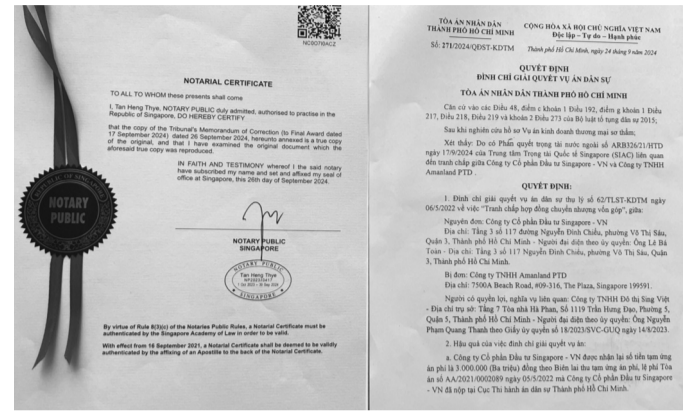 NC607I8ACZ
NOTARIAL CERTIFICATE
TO ALL TO WHOM these presents shall come
I, Tan Heng Thye, NOTARY PUBLIC duly admitted, authorised to practise in the
Republic of Singapore, DO HEREBY CERTIFY
that the copy of the Tribunal's Memorandum of Correction (to Final Award dated
17 September 2024) dated 26 September 2024, hereunto annexed is a true copy
of the original, and that I have examined the original document which the
aforesaid true copy was reproduced.
IN FAITH AND TESTIMONY whereof I the said notary
have subscribed my name and set and affixed my seal of
office at Singapore, this 26th day of September 2024.
NOTARY PUBLIC
SINGAPORE
NOTARY PUBLIC
Tan Heng Thye
SINGAPORE
NOTARY
PUBLIC
By virtue of Rule 8(3)(c) of the Notaries Public Rules, a Notarial Certificate must be
authenticated by the Singapore Academy of Law in order to be valid.
With effect from 16 September 2021, a Notarial Certificate shall be deemed to be validly
authenticated by the affixing of an Apostille to the back of the Notarial Certificate.
TÒA ÁN NHÂN DÂN
THÀNH PHỐ HỒ CHÍ MINH
Số: 271/2024/QĐST-KDTM
CỘNG HÒA XÃ HỘI CHỦ NGHĨA VIỆT NAM
Độc lập – Tự do – Hạnh phúc
Thành phố Hồ Chí Minh, ngày 24 tháng 9 năm 2024
QUYẾT ĐỊNH
ĐÌNH CHỈ GIẢI QUYẾT VỤ ÁN DÂN SỰ
TÒA ÁN NHÂN DÂN THÀNH PHỐ HỒ CHÍ MINH
Căn cứ vào các Điều 48, điểm c khoản 1 Điều 192, điểm g khoản 1 Điều
217, Điều 218, Điều 219 và khoản 2 Điều 273 của Bộ luật tố tụng dân sự 2015;
Sau khi nghiên cứu hồ sơ Vụ án kinh doanh thương mại sơ thẩm;
Xét thấy: Do có Phán quyết trọng tài nước ngoài số ARB326/21/HTD
ngày 17/9/2024 của Trung tâm Trọng tài Quốc tế Singapore (SIAC) liên quan
đến tranh chấp giữa Công ty Cổ phần Đầu tư Singapore - VN và Công ty TNHH
Amanland PTD .
QUYẾT ĐỊNH:
1. Đình chỉ giải quyết vụ án dân sự thụ lý số 62/TLST-KDTM ngày
06/5/2022 về việc "Tranh chấp hợp đồng chuyển nhượng vốn góp", giữa:
Nguyên đơn: Công ty Cổ phần Đầu tư Singapore - VN
Địa chỉ: Tầng 3 số 117 đường Nguyễn Đình Chiểu, phường Võ Thị Sáu,
Quận 3, Thành phố Hồ Chí Minh - Người đại diện theo ủy quyền: Ông Lê Bá
Toàn - Địa chỉ: Tầng 3 số 117 Nguyễn Đình Chiểu, phường Võ Thị Sáu, Quận
3, Thành phố Hồ Chí Minh.
Bị đơn: Công ty TNHH Amanland PTD
Địa chỉ: 7500A Beach Road, #09-316, The Plaza, Singapore 199591.
Người có quyền lợi, nghĩa vụ liên quan: Công ty TNHH Đô thị Sing Việt
- Địa chỉ trụ sở: Tầng 7 Tòa nhà Hà Phan, Số 1119 Trần Hưng Đạo, Phường 5,
Quận 5, Thành phố Hồ Chí Minh - Người đại diện theo ủy quyền: Ông Nguyễn
Phạm Quang Thanh theo Giấy ủy quyền số 18/2023/SVC-GUQ ngày 14/8/2023.
2. Hậu quả của việc đình chỉ giải quyết vụ án:
a. Công ty Cổ phần Đầu tư Singapore - VN được nhận lại số tiền tạm ứng
án phí là 3.000.000 (Ba triệu) đồng theo Biên lai thu tạm ứng án phí, lệ phí Tòa
án số AA/2021/0002089 ngày 05/5/2022 mà Công ty Cổ phần Đầu tư Singapore
- VN đã nộp tại Cục Thi hành án dân sự Thành phố Hồ Chí Minh.